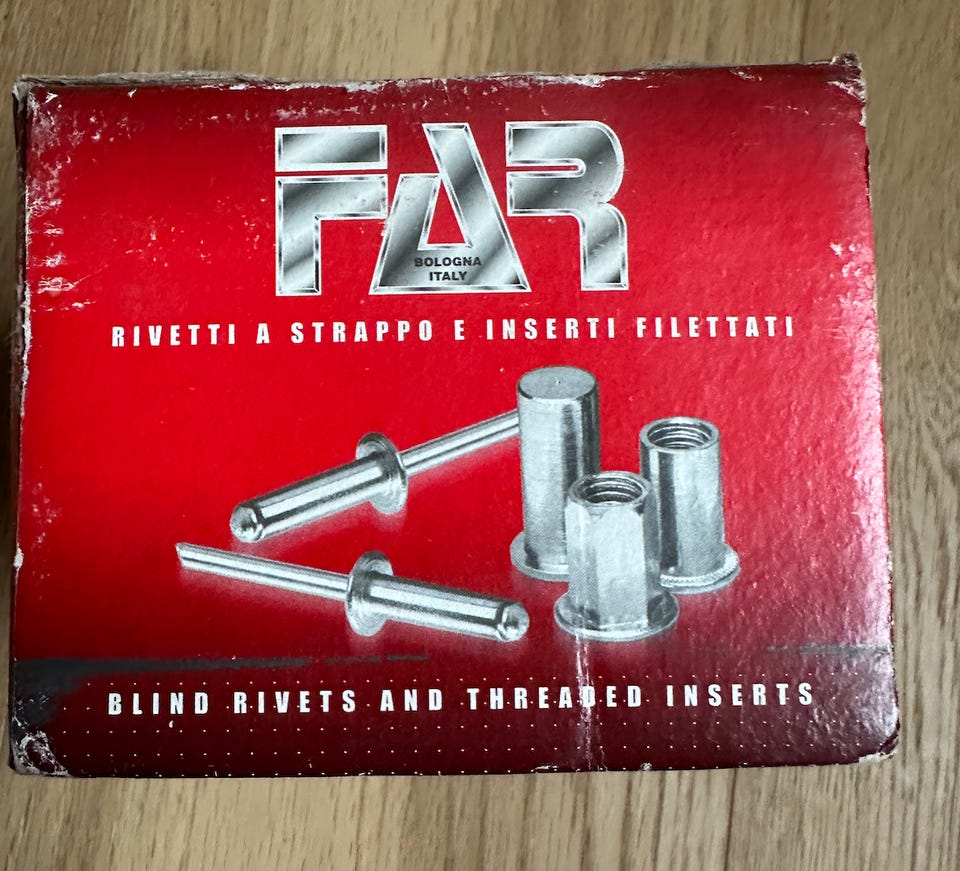 FAR
BOLOGNA
ITALY
RIVETTI A STRAPPO E INSERTI FILETTATI
BLIND RIVETS AND THREADED INSERTS